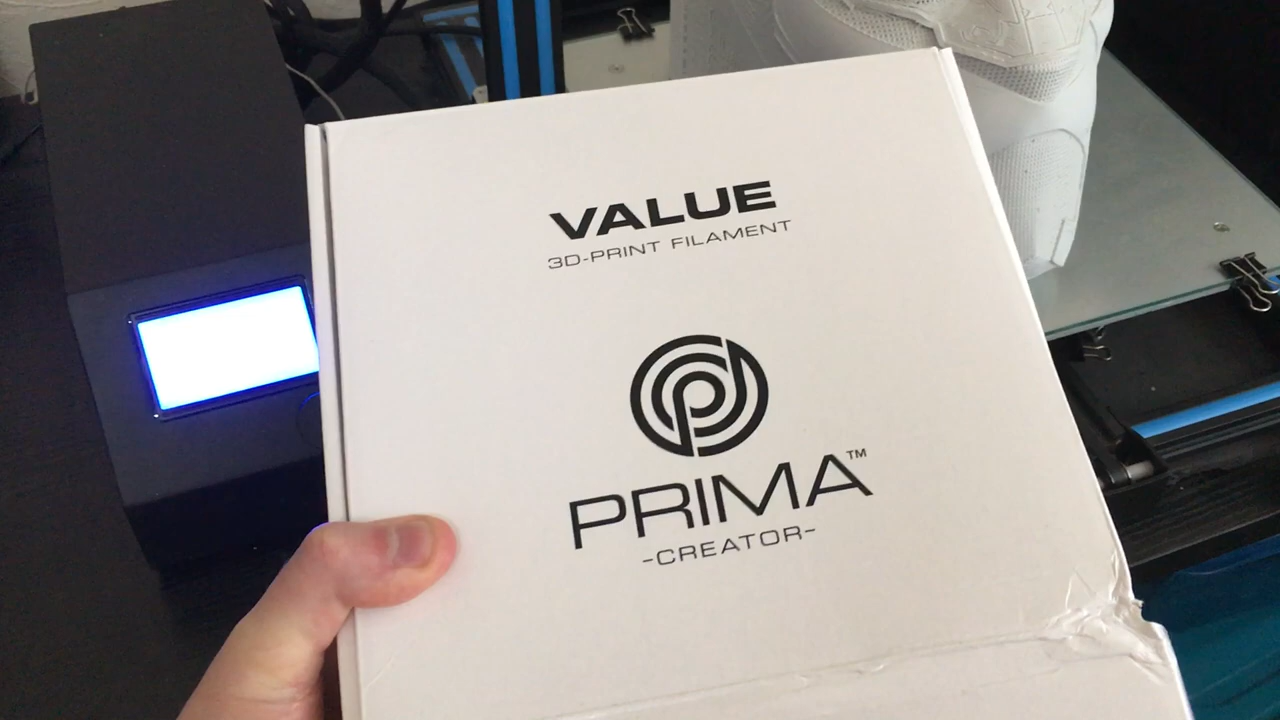 VALUE
3D-PRINT FILAMENT
PRIMA™
-CREATOR-